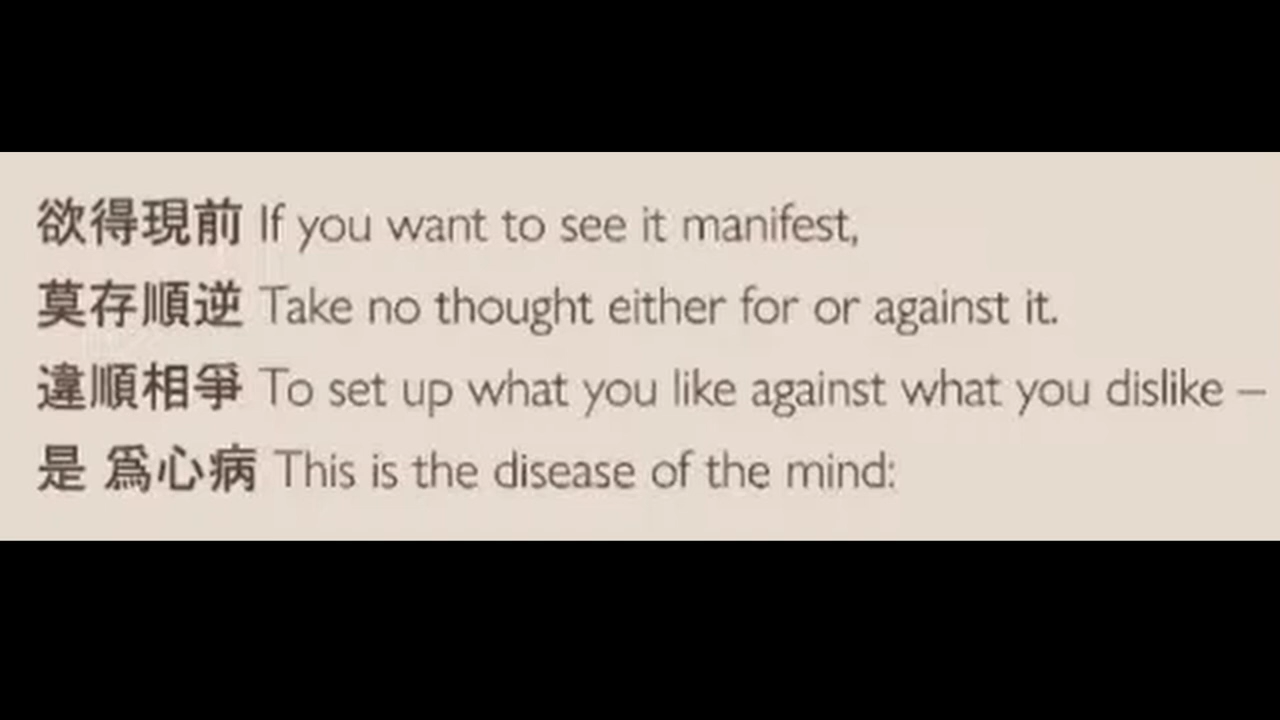 欲得現前 If you want to see it manifest,
莫存順逆 Take no thought either for or against it.
違順相爭 To set up what you like against what you dislike –
是 爲心病 This is the disease of the mind: